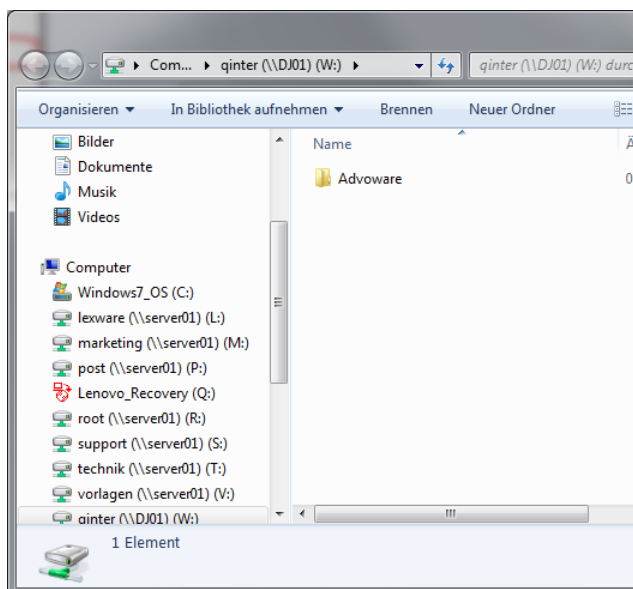 Com... qinter (\\DJ01) (W:)
qinter (\\DJ01) (W:) durc
Organisieren In Bibliothek aufnehmen Brennen Neuer Ordner
Bilder
Dokumente
Musik
Videos
Computer
Windows7_OS (C:)
lexware (\\server01) (L:)
marketing (\\server01) (M:)
post (\\server01) (P:)
Lenovo_Recovery (Q:)
root (\\server01) (R:)
support (\\server01) (S:)
technik (\\server01) (T:)
vorlagen (\\server01) (V:)
qinter (\\DJ01) (W:)
Name Ä
Advoware 0
1 Element